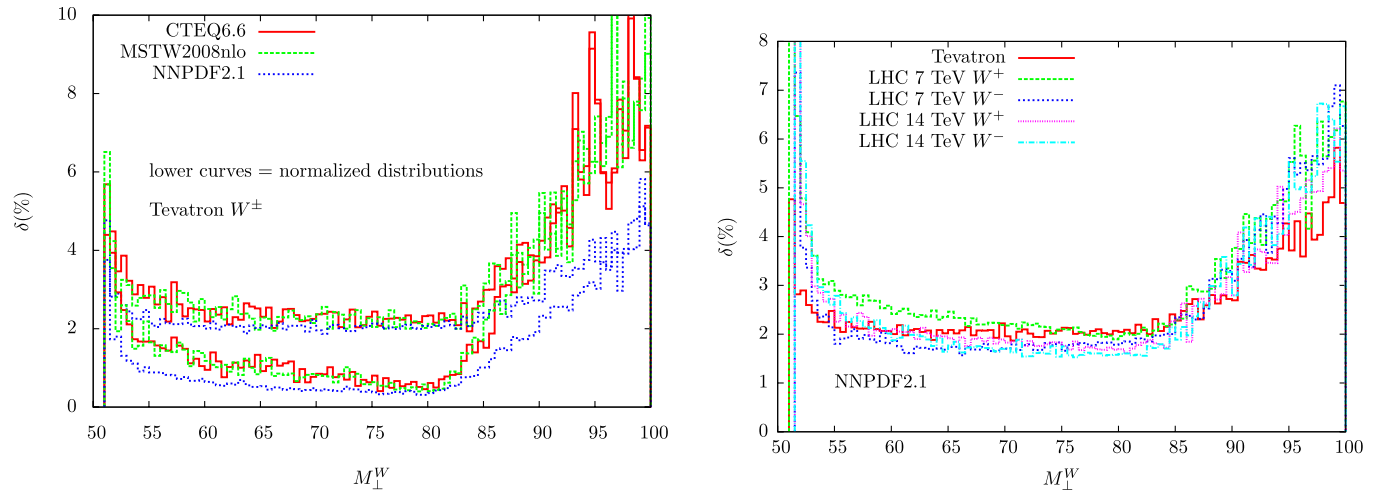 10
8
6
4
2
0
δ(%)
CTEQ6.6
MSTW2008nlo
NNPDF2.1
lower curves = normalized distributions
Tevatron W±
50 55 60 65 70 75 80 85 90 95 100
M⊥W
8
7
6
5
4
3
2
1
0
δ(%)
Tevatron
LHC 7 TeV W+
LHC 7 TeV W−
LHC 14 TeV W+
LHC 14 TeV W−
NNPDF2.1
50 55 60 65 70 75 80 85 90 95 100
M⊥W